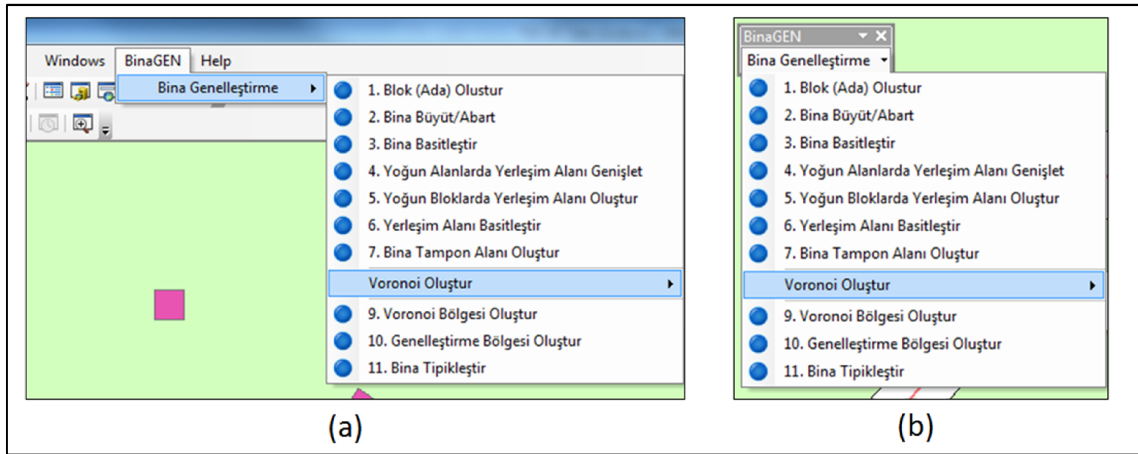 Windows BinaGEN Help
Bina Genelleştirme
1. Blok (Ada) Olustur
2. Bina Büyüt/Abart
3. Bina Basitleştir
4. Yoğun Alanlarda Yerleşim Alanı Genişlet
5. Yoğun Bloklarda Yerleşim Alanı Oluştur
6. Yerleşim Alanı Basitleştir
7. Bina Tampon Alanı Oluştur
Voronoi Oluştur
9. Voronoi Bölgesi Oluştur
10. Genelleştirme Bölgesi Oluştur
11. Bina Tipikleştir
(a)
BinaGEN
Bina Genelleştirme
1. Blok (Ada) Olustur
2. Bina Büyüt/Abart
3. Bina Basitleştir
4. Yoğun Alanlarda Yerleşim Alanı Genişlet
5. Yoğun Bloklarda Yerleşim Alanı Oluştur
6. Yerleşim Alanı Basitleştir
7. Bina Tampon Alanı Oluştur
Voronoi Oluştur
9. Voronoi Bölgesi Oluştur
10. Genelleştirme Bölgesi Oluştur
11. Bina Tipikleştir
(b)